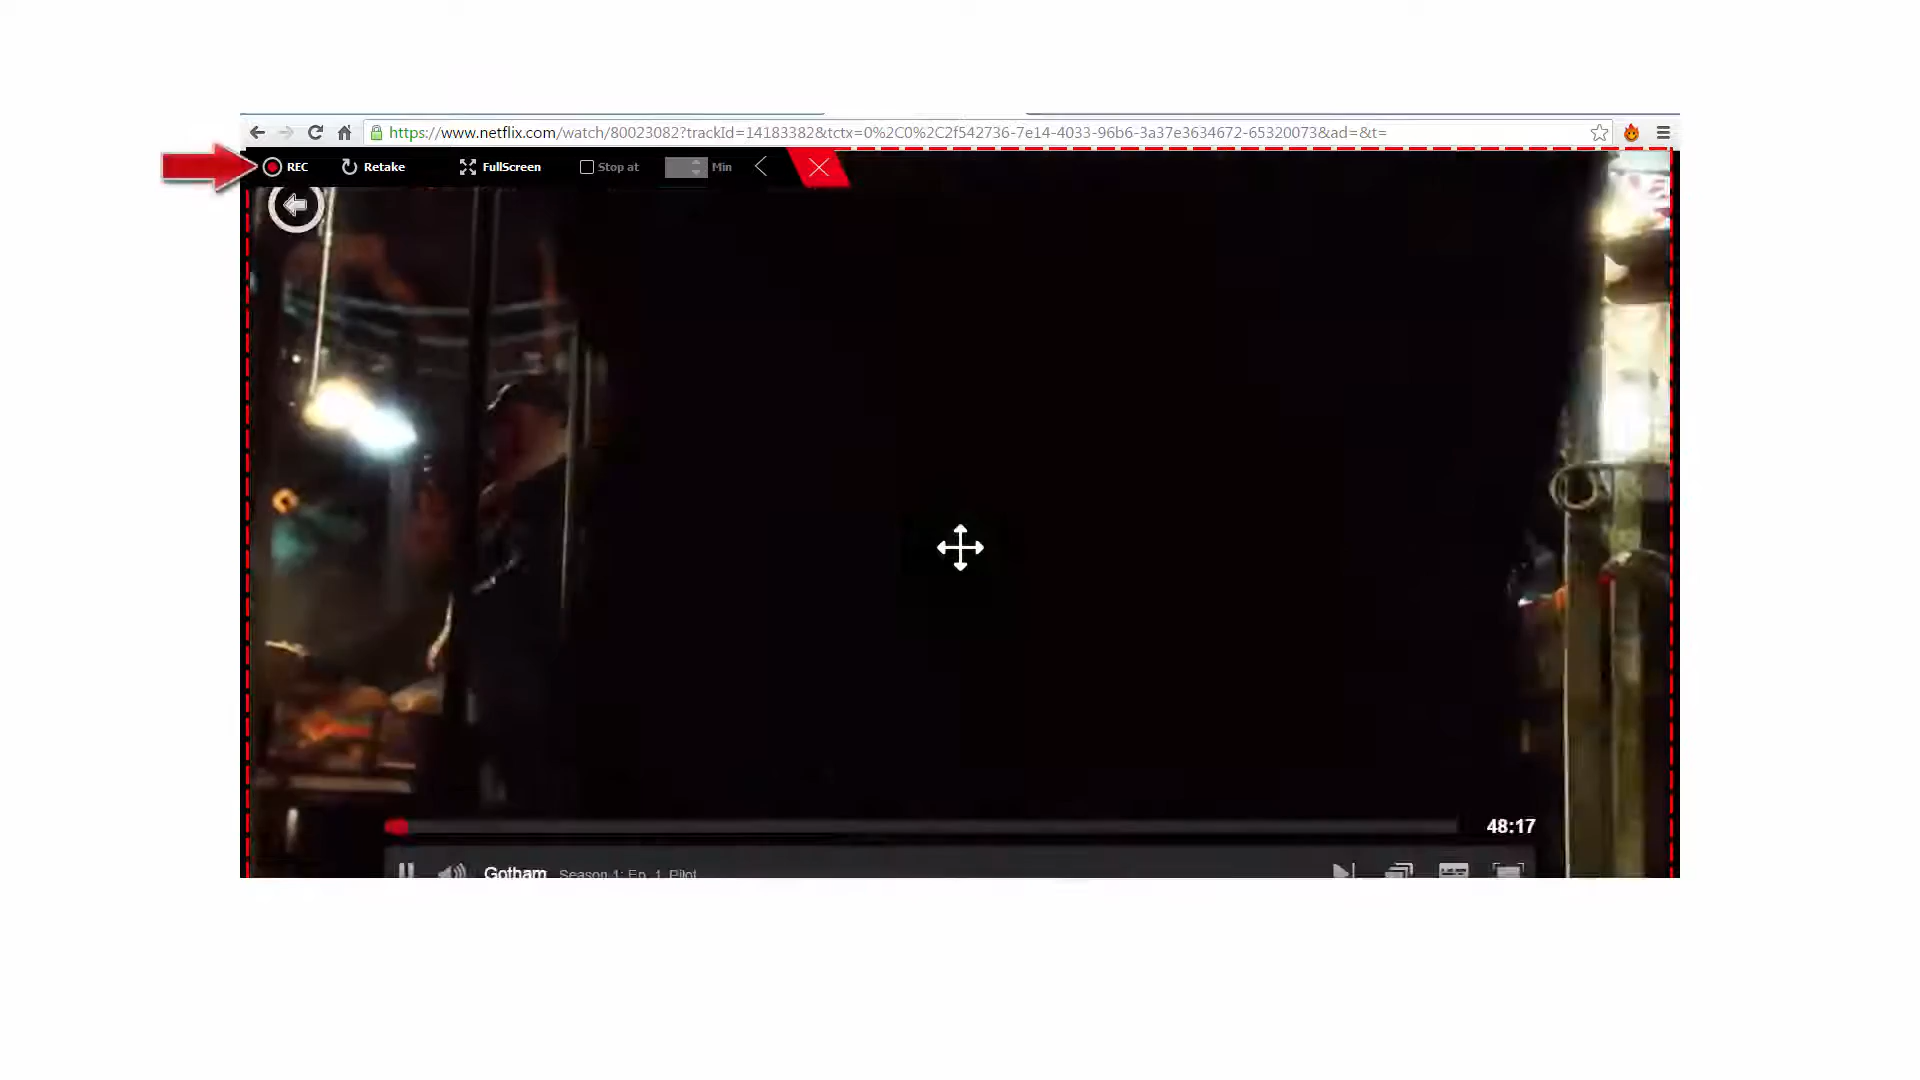 https://www.netflix.com/watch/80023082?trackId=14183382&tctx=0%2C0%2C2f542736-7e14-4033-96b6-3a37e3634672-65320073&ad=&t=
REC Retake FullScreen Stop at Min
48:17
Gotham Season 1: Ep. 1 Pilot